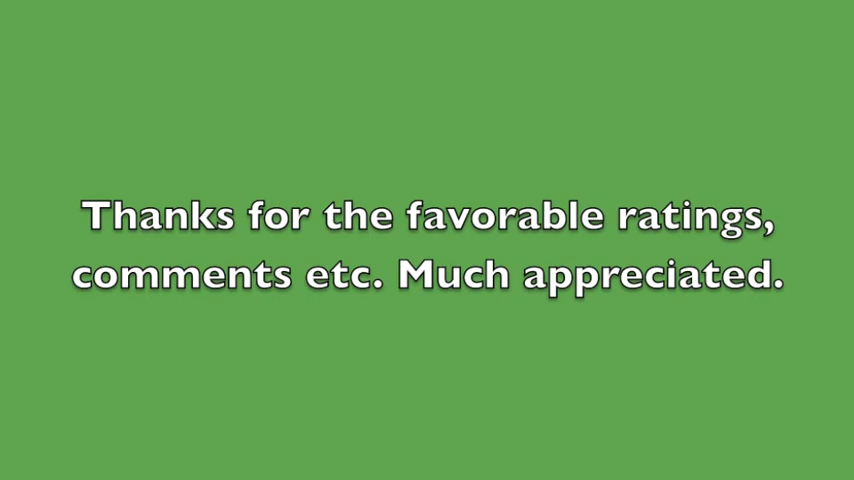 Thanks for the favorable ratings,
comments etc. Much appreciated.